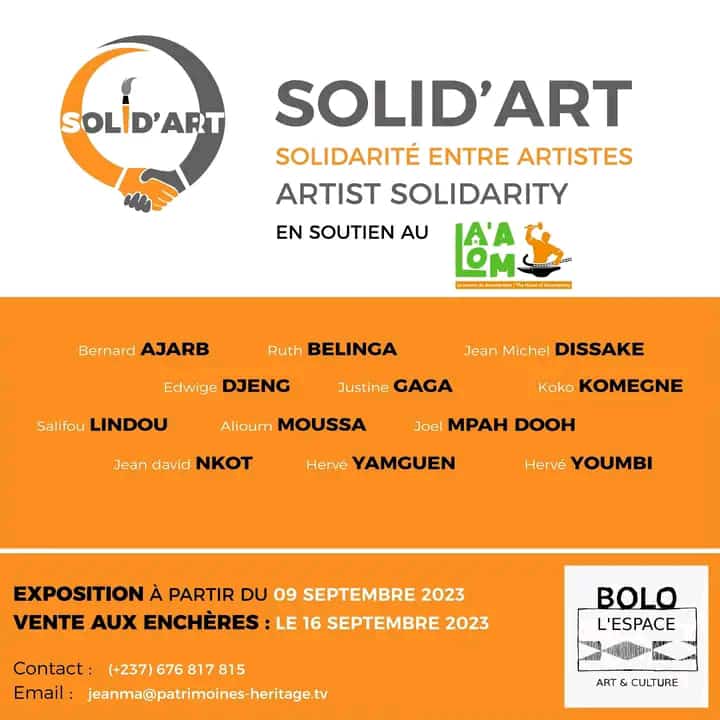 SOLID'ART
SOLID'ART
SOLIDARITÉ ENTRE ARTISTES
ARTIST SOLIDARITY
EN SOUTIEN AU
LA'A
LOM
Bernard AJARB Ruth BELINGA Jean Michel DISSAKE
Edwige DJENG Justine GAGA Koko KOMEGNE
Salifou LINDOU Alioum MOUSSA Joel MPAH DOOH
Jean david NKOT Hervé YAMGUEN Hervé YOUMBI
EXPOSITION À PARTIR DU 09 SEPTEMBRE 2023
VENTE AUX ENCHÈRES : LE 16 SEPTEMBRE 2023
Contact : (+237) 676 817 815
Email : jeanma@patrimoines-heritage.tv
BOLO
L'ESPACE
ART & CULTURE